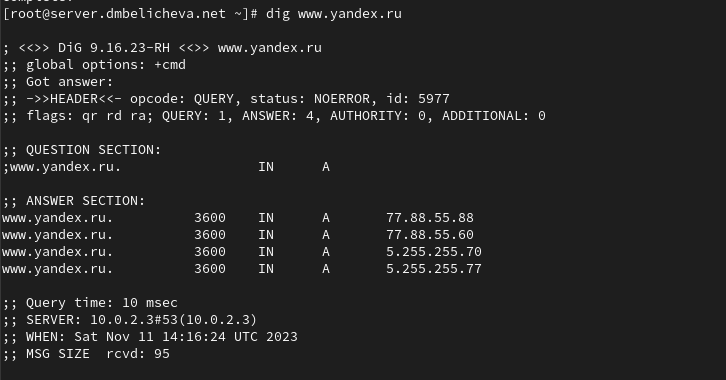 [root@server.dmbelicheva.net ~]# dig www.yandex.ru
; <<>> DiG 9.16.23-RH <<>> www.yandex.ru
;; global options: +cmd
;; Got answer:
;; ->>HEADER<<- opcode: QUERY, status: NOERROR, id: 5977
;; flags: qr rd ra; QUERY: 1, ANSWER: 4, AUTHORITY: 0, ADDITIONAL: 0
;; QUESTION SECTION:
;www.yandex.ru. IN A
;; ANSWER SECTION:
www.yandex.ru. 3600 IN A 77.88.55.88
www.yandex.ru. 3600 IN A 77.88.55.60
www.yandex.ru. 3600 IN A 5.255.255.70
www.yandex.ru. 3600 IN A 5.255.255.77
;; Query time: 10 msec
;; SERVER: 10.0.2.3#53(10.0.2.3)
;; WHEN: Sat Nov 11 14:16:24 UTC 2023
;; MSG SIZE rcvd: 95